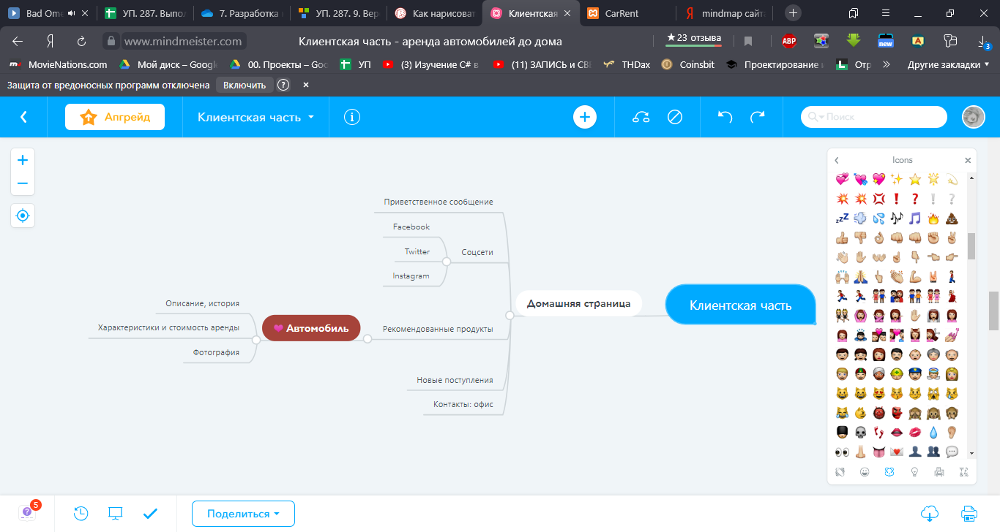 Bad Ome
УП. 287. Выпол
7. Разработка
УП. 287. 9. Вер
Как нарисоват
Клиентская
CarRent
mindmap сайта
www.mindmeister.com
Клиентская часть - аренда автомобилей до дома
★ 23 отзыва
ABP
new
3
MovieNations.com
Мой диск – Google
00. Проекты – Goo
УП
(3) Изучение C# в
(11) ЗАПИСЬ и СВ
THDax
Coinsbit
Проектирование и
Отр
Другие закладки
Защита от вредоносных программ отключена
Включить
Апгрейд
Клиентская часть
Поиск
Icons
Приветственное сообщение
Facebook
Twitter
Соцсети
Instagram
Домашняя страница
Клиентская часть
Описание, история
Характеристики и стоимость аренды
Автомобиль
Рекомендованные продукты
Фотография
Новые поступления
Контакты: офис
5
Поделиться